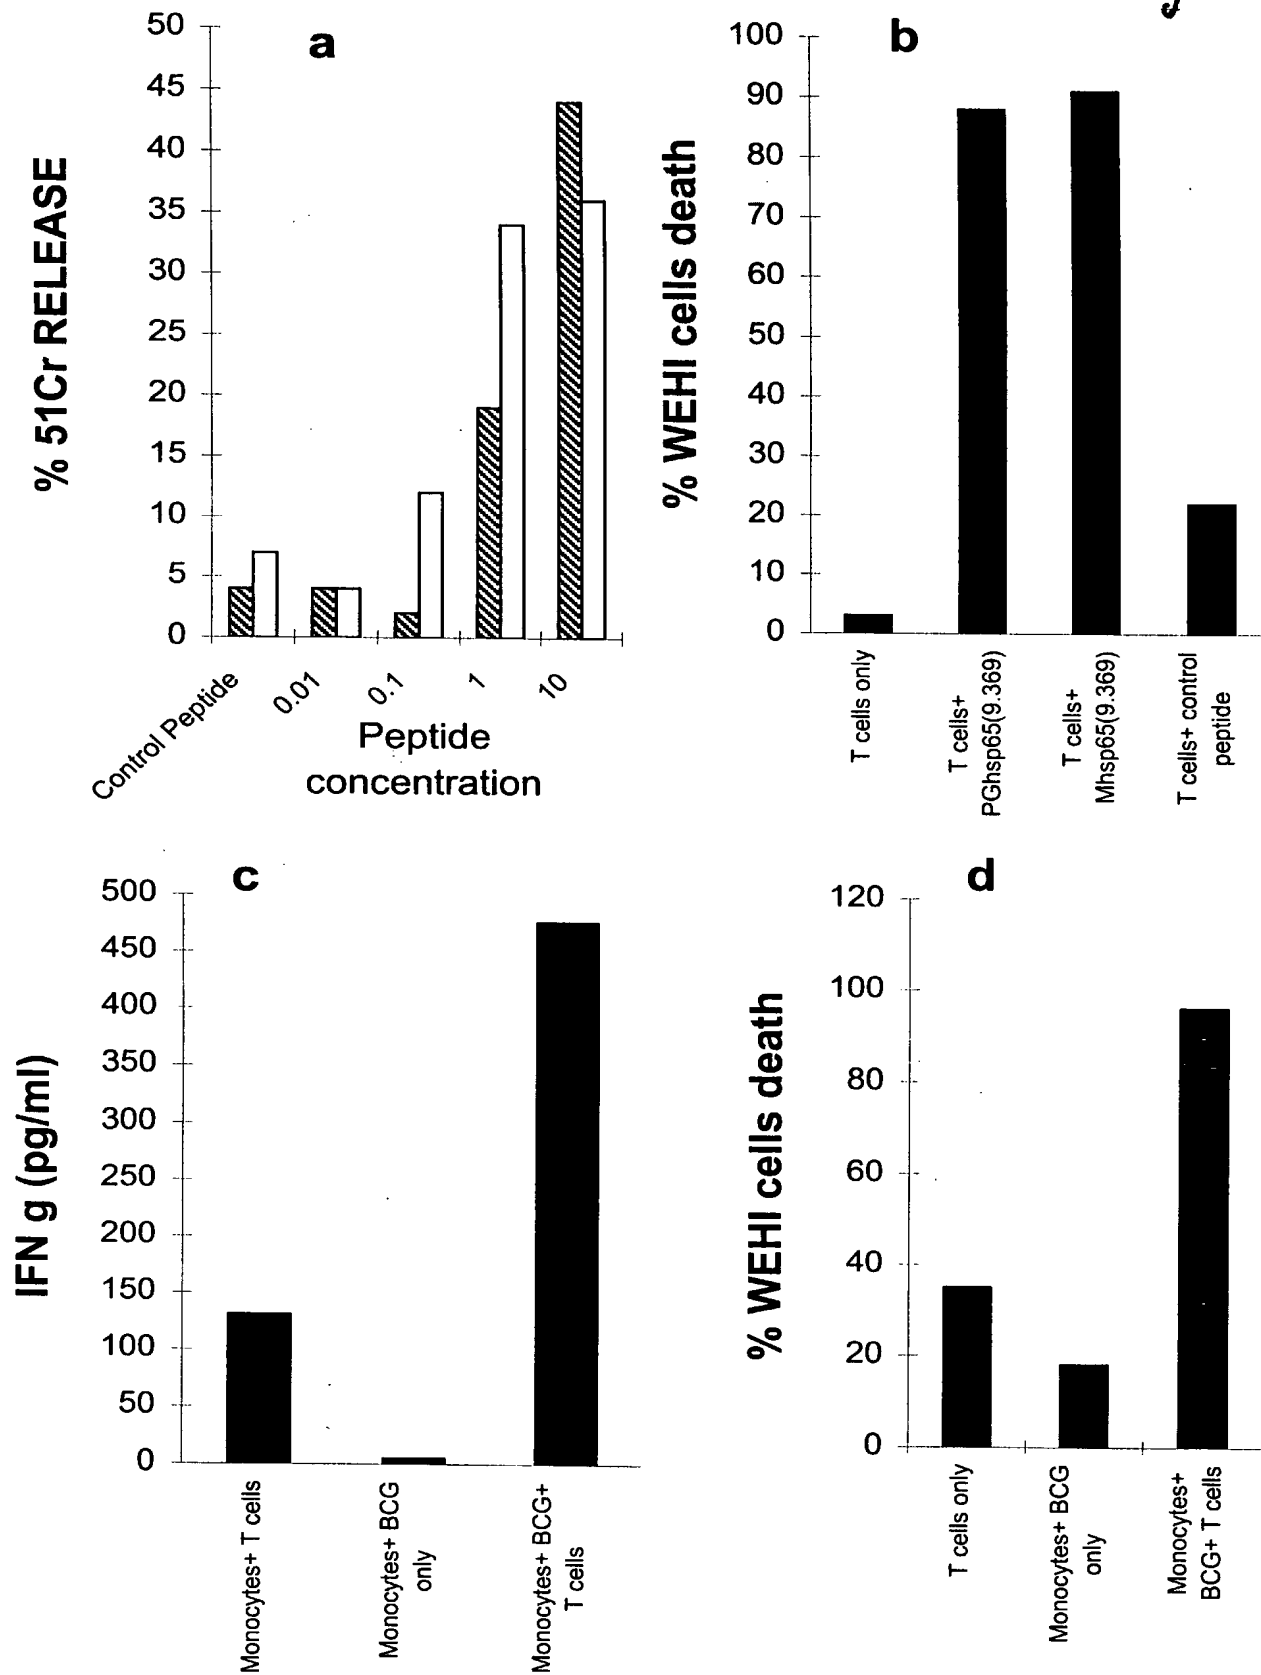 a
50
45
40
35
30
25
20
15
10
5
0
% 51Cr RELEASE
Control Peptide
0.01
0.1
1
10
Peptide
concentration
b
100
90
80
70
60
50
40
30
20
10
0
% WEHI cells death
T cells only
T cells+
PGhsp65(9.369)
T cells+
Mhsp65(9.369)
T cells+ control
peptide
c
500
450
400
350
300
250
200
150
100
50
0
IFN g (pg/ml)
Monocytes+ T cells
Monocytes+ BCG
only
Monocytes+ BCG+
T cells
d
120
100
80
60
40
20
0
% WEHI cells death
T cells only
Monocytes+ BCG
only
Monocytes+
BCG+ T cells